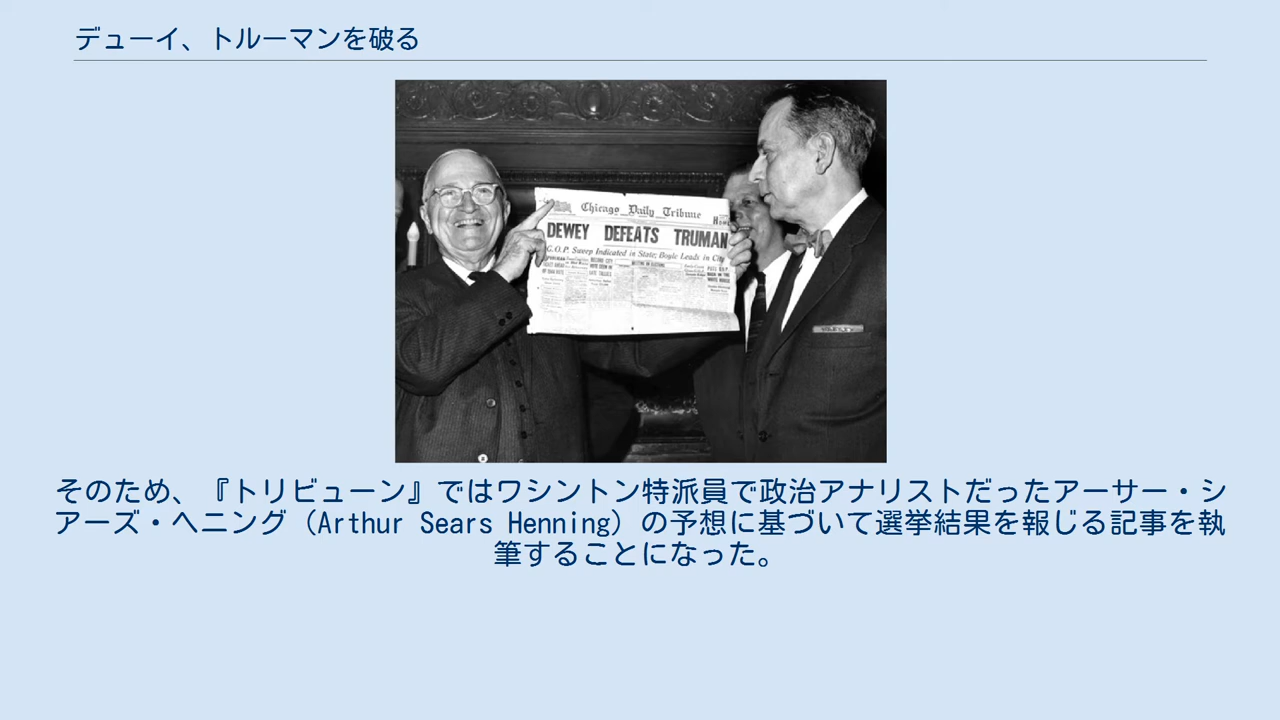 デューイ、トルーマンを破る
Chicago Daily Tribune
DEWEY DEFEATS TRUMAN
G.O.P. Sweep Indicated in State; Boyle Leads in City
そのため、『トリビューン』ではワシントン特派員で政治アナリストだったアーサー・シ
アーズ・ヘニング（Arthur Sears Henning）の予想に基づいて選挙結果を報じる記事を執
筆することになった。